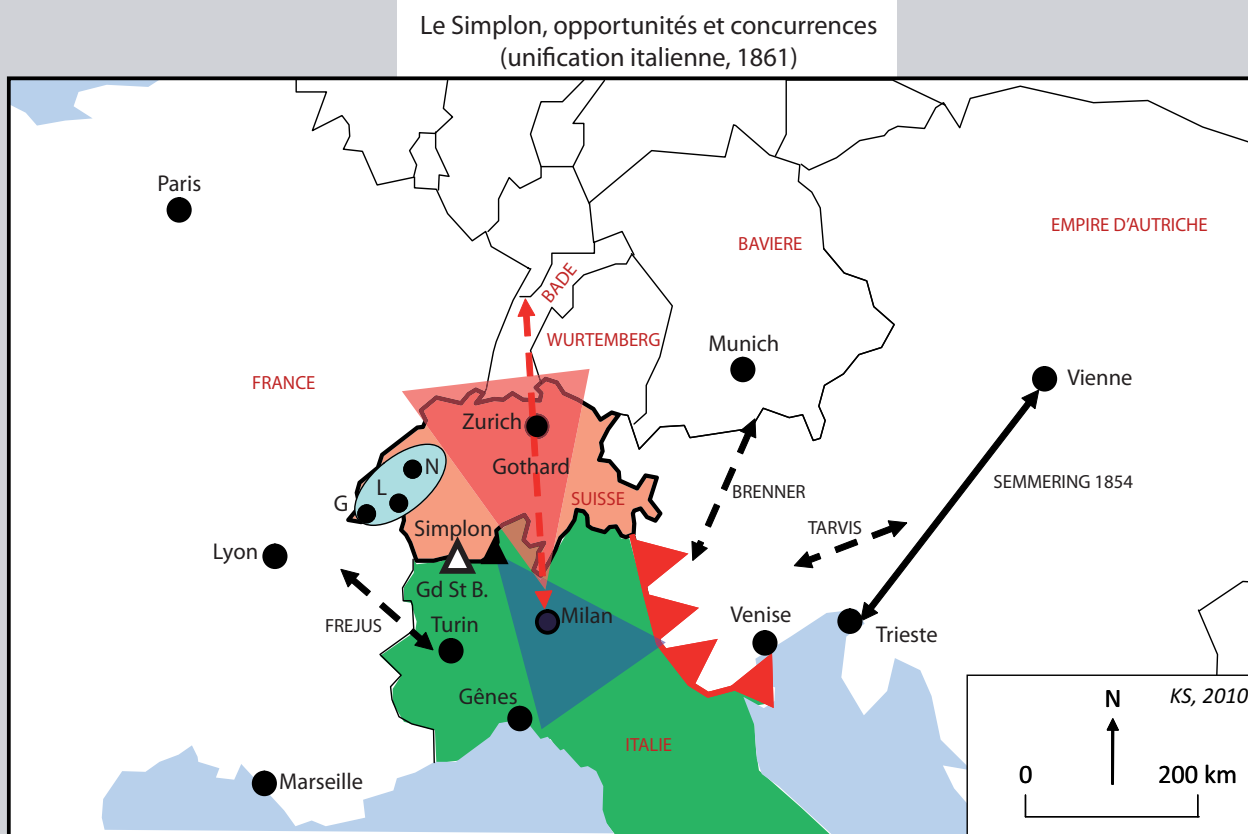 Le Simplon, opportunités et concurrences
(unification italienne, 1861)
Paris
EMPIRE D'AUTRICHE
BAVIERE
BADE
WURTEMBERG
Munich
FRANCE
Vienne
Zurich
N
Gothard
L
SUISSE
G
BRENNER
SEMMERING 1854
Simplon
TARVIS
Lyon
Gd St B.
FREJUS
Turin
Milan
Venise
Trieste
Gênes
ITALIE
Marseille
KS, 2010
N
0
200 km